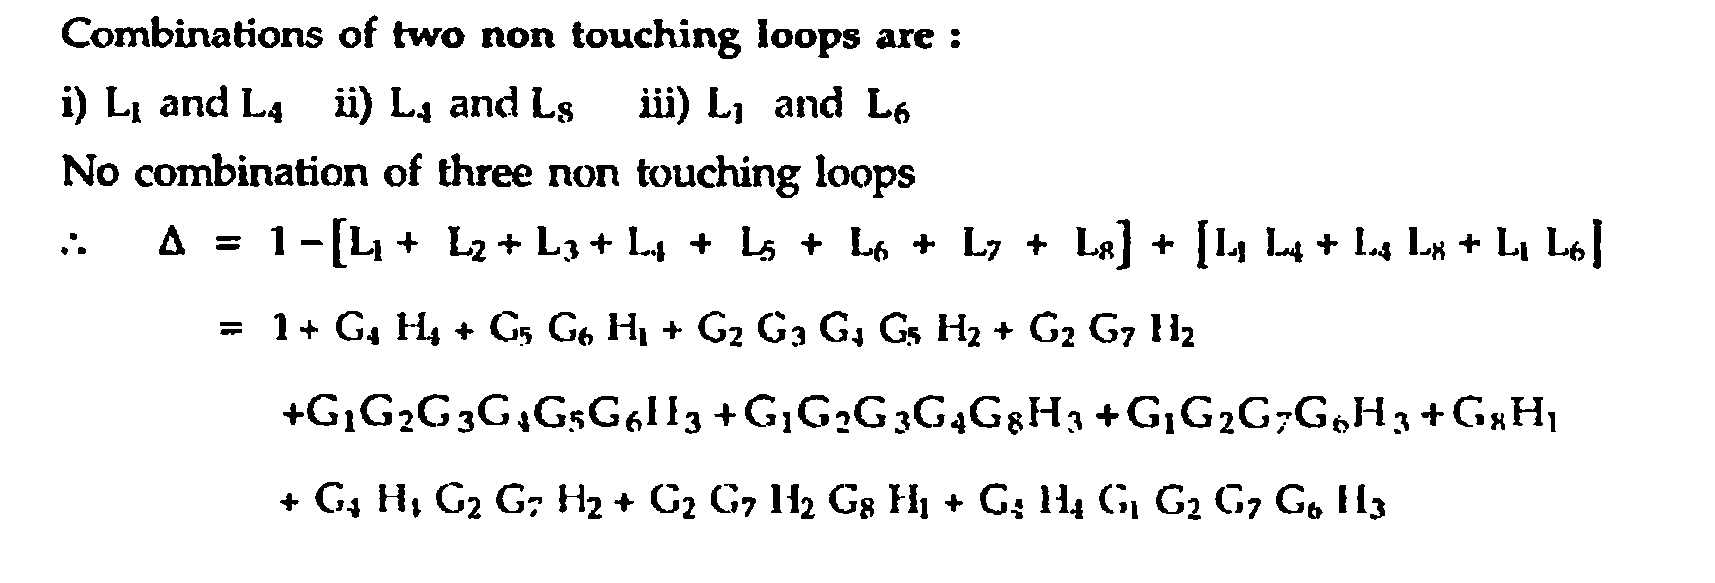 Combinations of two non touching loops are :
i) L₁ and L₄ ii) L₄ and L₈ iii) L₁ and L₆
No combination of three non touching loops
∴ Δ = 1 – [L₁ + L₂ + L₃ + L₄ + L₅ + L₆ + L₇ + L₈] + [L₁ L₄ + L₄ L₈ + L₁ L₆]
= 1 + G₄ H₄ + G₅ G₆ H₁ + G₂ G₃ G₄ G₅ H₂ + G₂ G₇ H₂
+G₁G₂G₃G₄G₅G₆H₃ +G₁G₂G₃G₄G₈H₃ +G₁G₂G₇G₆H₃ +G₈H₁
+ G₄ H₄ G₂ G₇ H₂ + G₂ G₇ H₂ G₈ H₁ + G₄ H₄ G₁ G₂ G₇ G₆ H₃